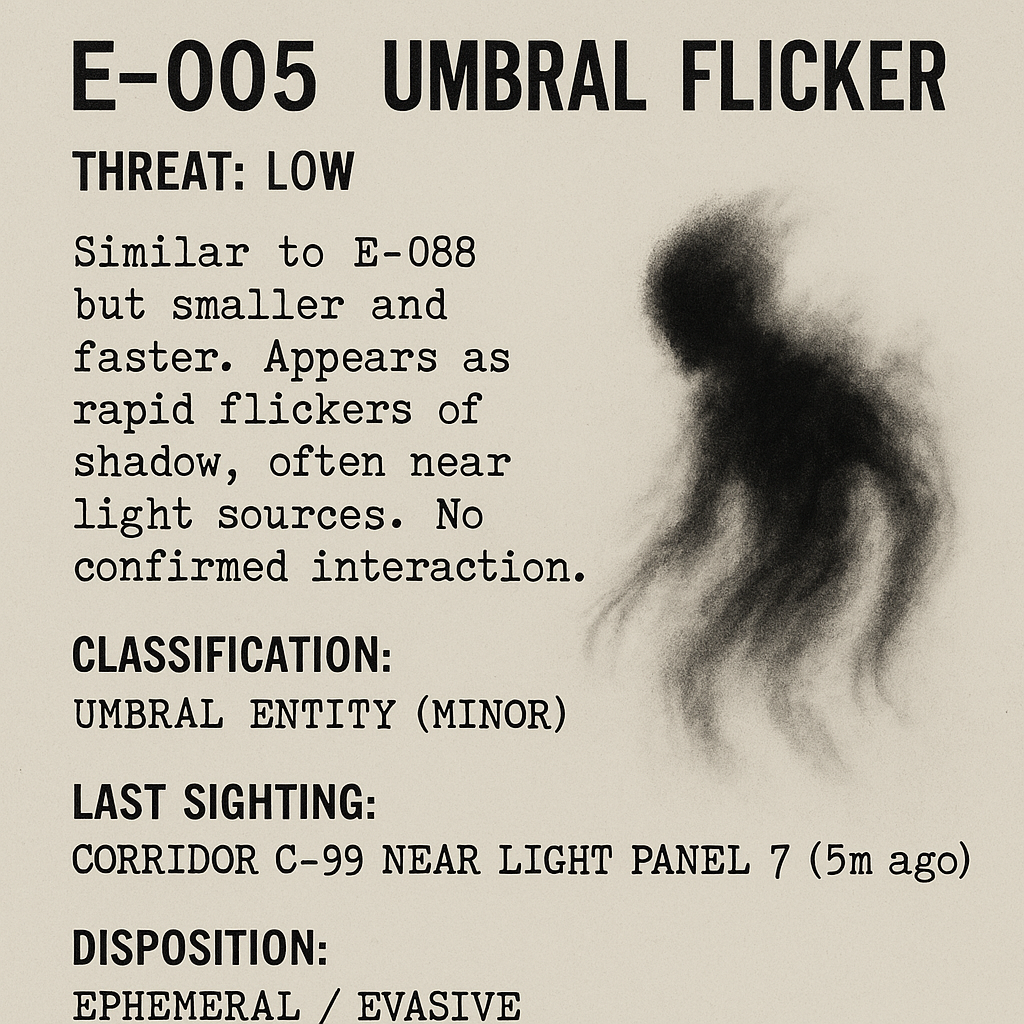 E-005 UMBRAL FLICKER
THREAT: LOW
Similar to E-088
but smaller and
faster. Appears as
rapid flickers of
shadow, often near
light sources. No
confirmed interaction.
CLASSIFICATION:
UMBRAL ENTITY (MINOR)
LAST SIGHTING:
CORRIDOR C-99 NEAR LIGHT PANEL 7 (5m ago)
DISPOSITION:
EPHEMERAL / EVASIVE